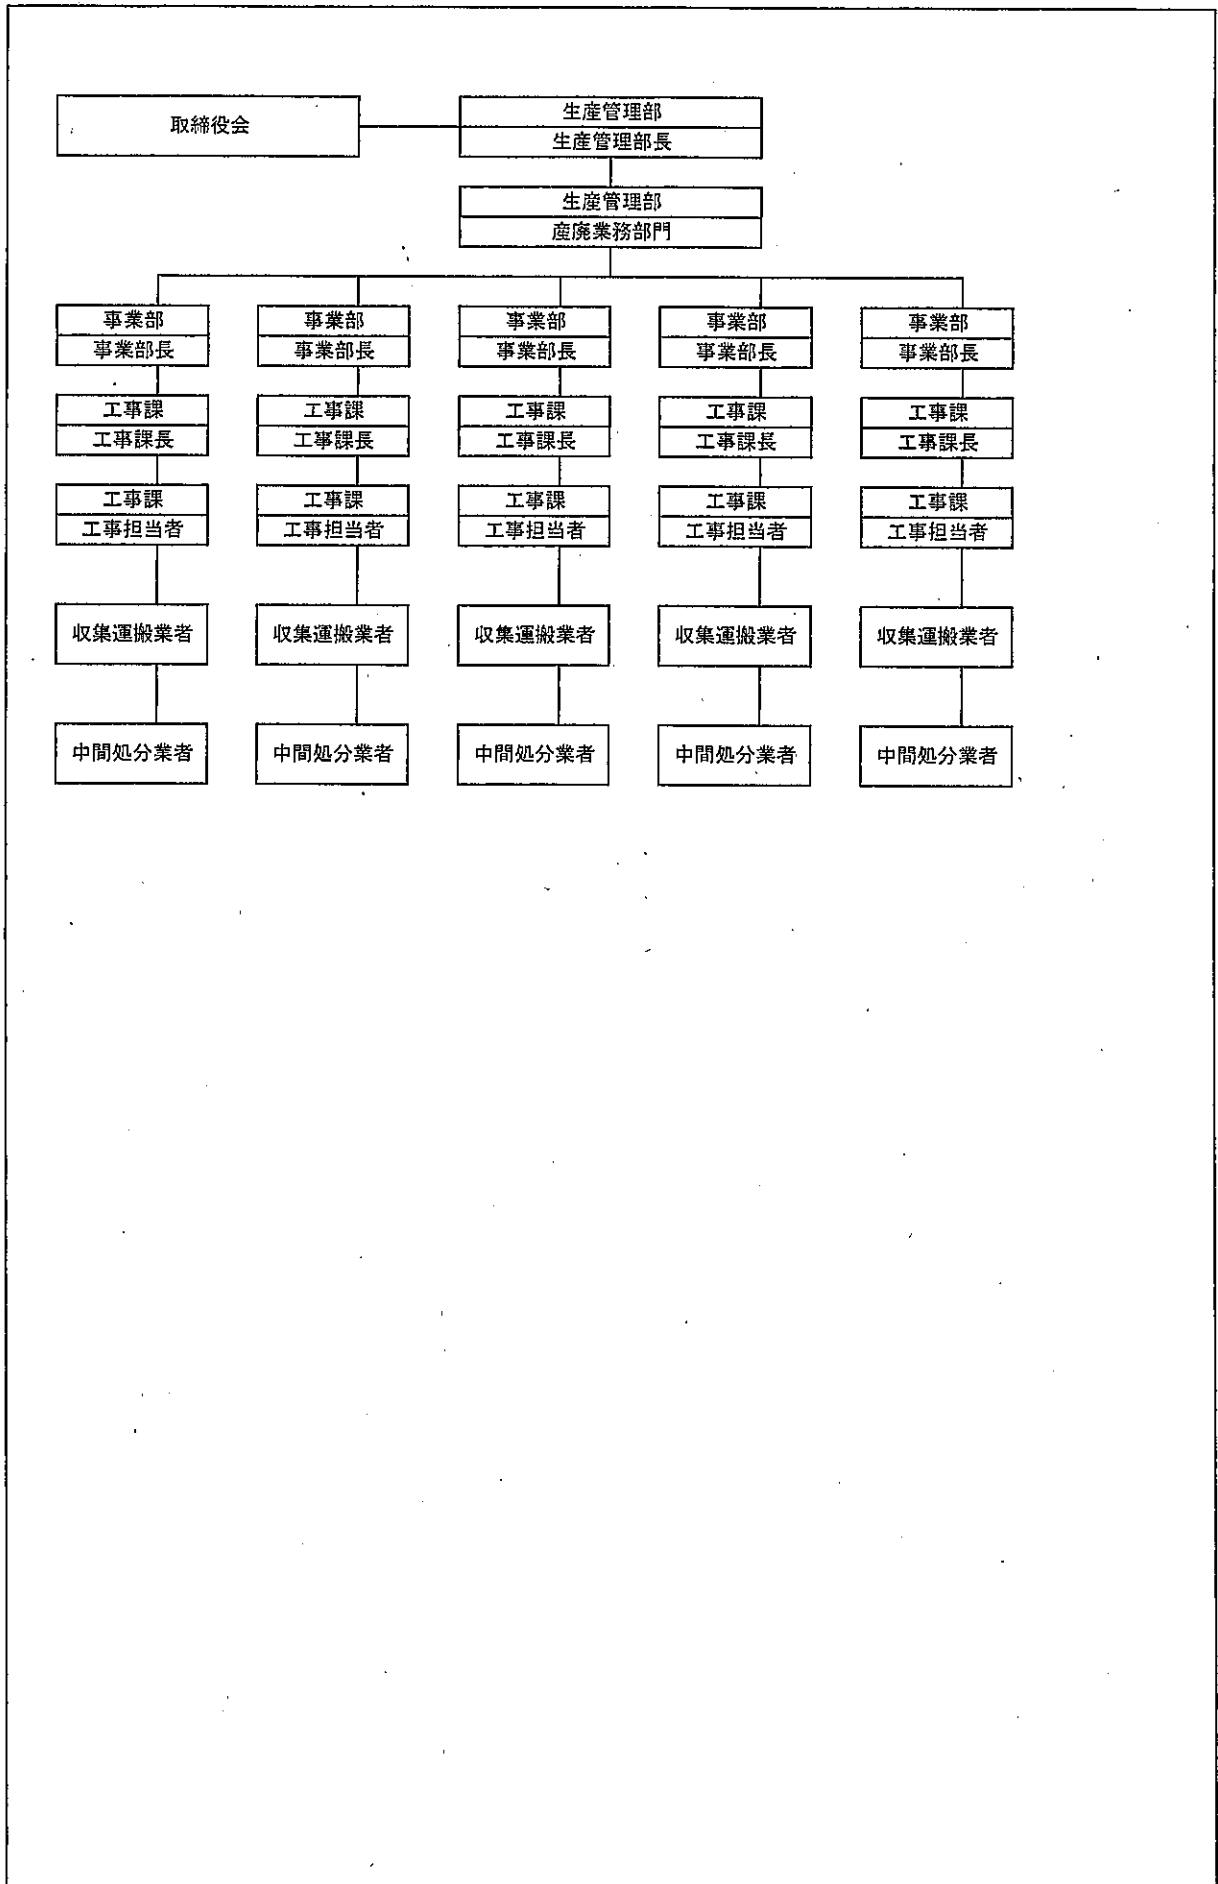 取締役会
生産管理部
生産管理部長
生産管理部
産廃業務部門
事業部
事業部長
事業部
事業部長
事業部
事業部長
事業部
事業部長
事業部
事業部長
工事課
工事課長
工事課
工事課長
工事課
工事課長
工事課
工事課長
工事課
工事課長
工事課
工事担当者
工事課
工事担当者
工事課
工事担当者
工事課
工事担当者
工事課
工事担当者
収集運搬業者
収集運搬業者
収集運搬業者
収集運搬業者
収集運搬業者
中間処分業者
中間処分業者
中間処分業者
中間処分業者
中間処分業者